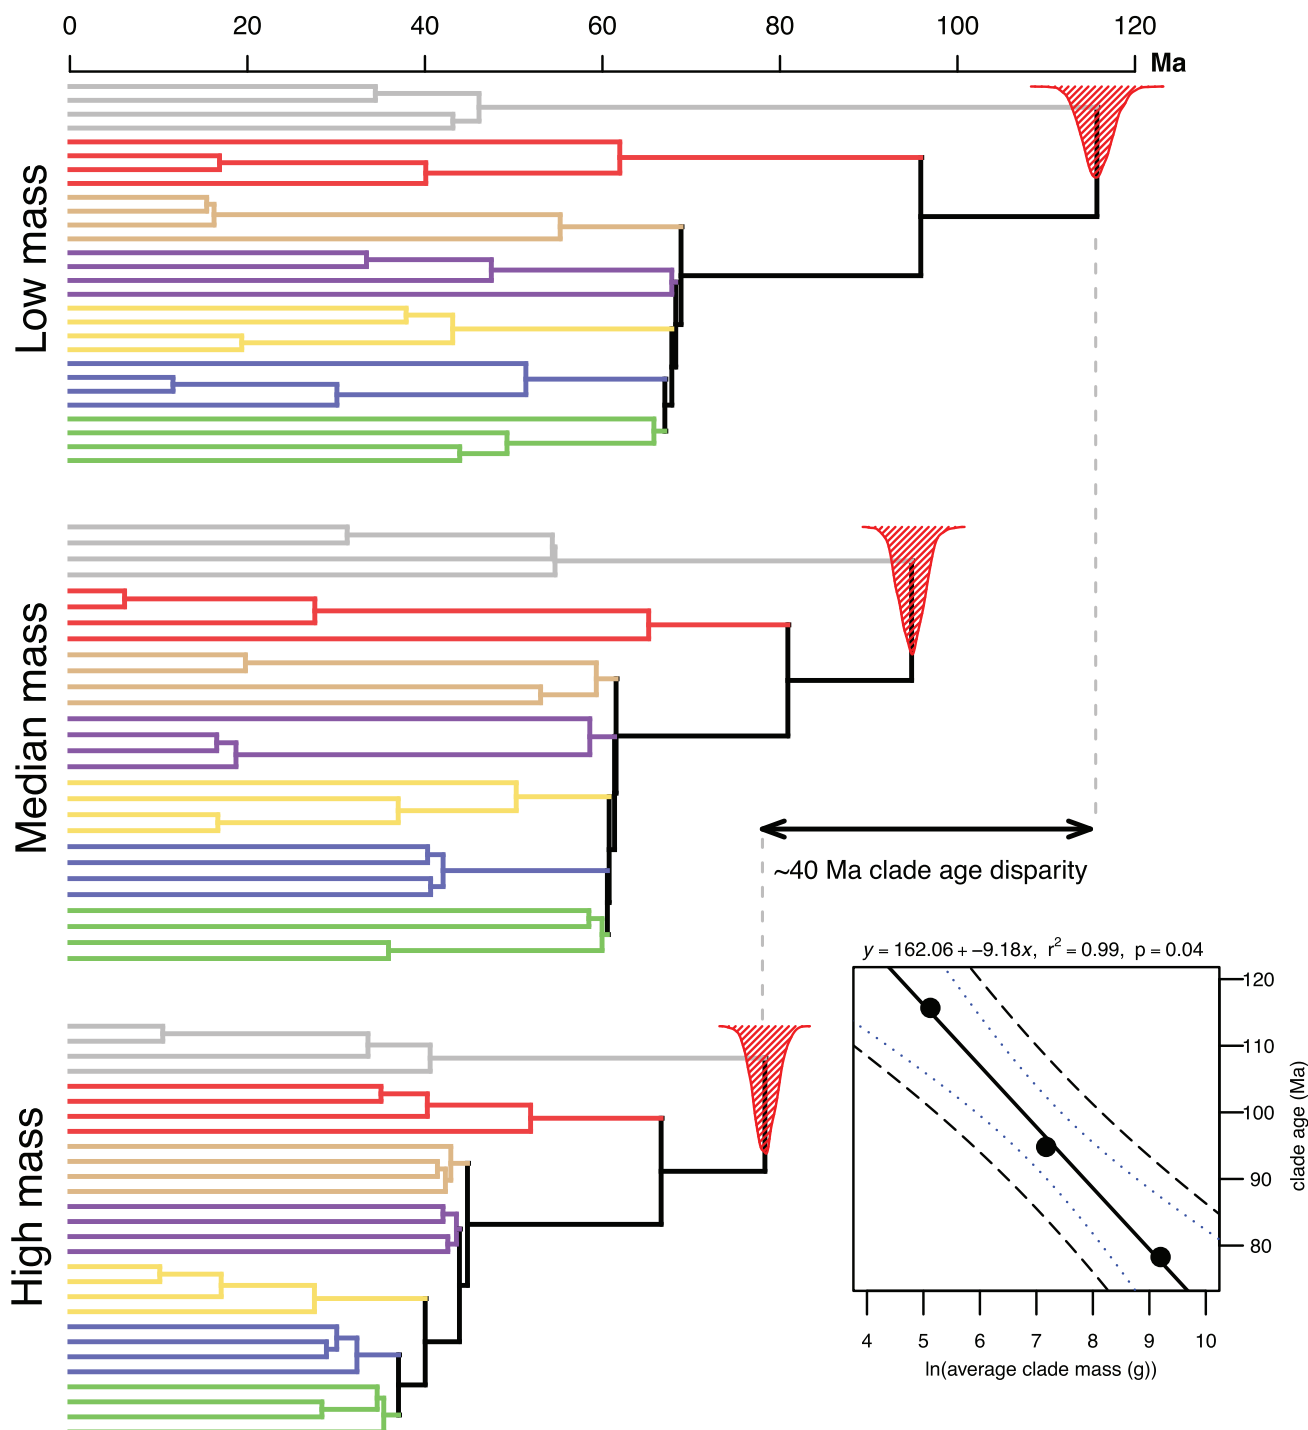 0 20 40 60 80 100 120
Ma
Low mass
Median mass
~40 Ma clade age disparity
y = 162.06 + −9.18x, r² = 0.99, p = 0.04
120
110
100
90
80
clade age (Ma)
4 5 6 7 8 9 10
ln(average clade mass (g))
High mass